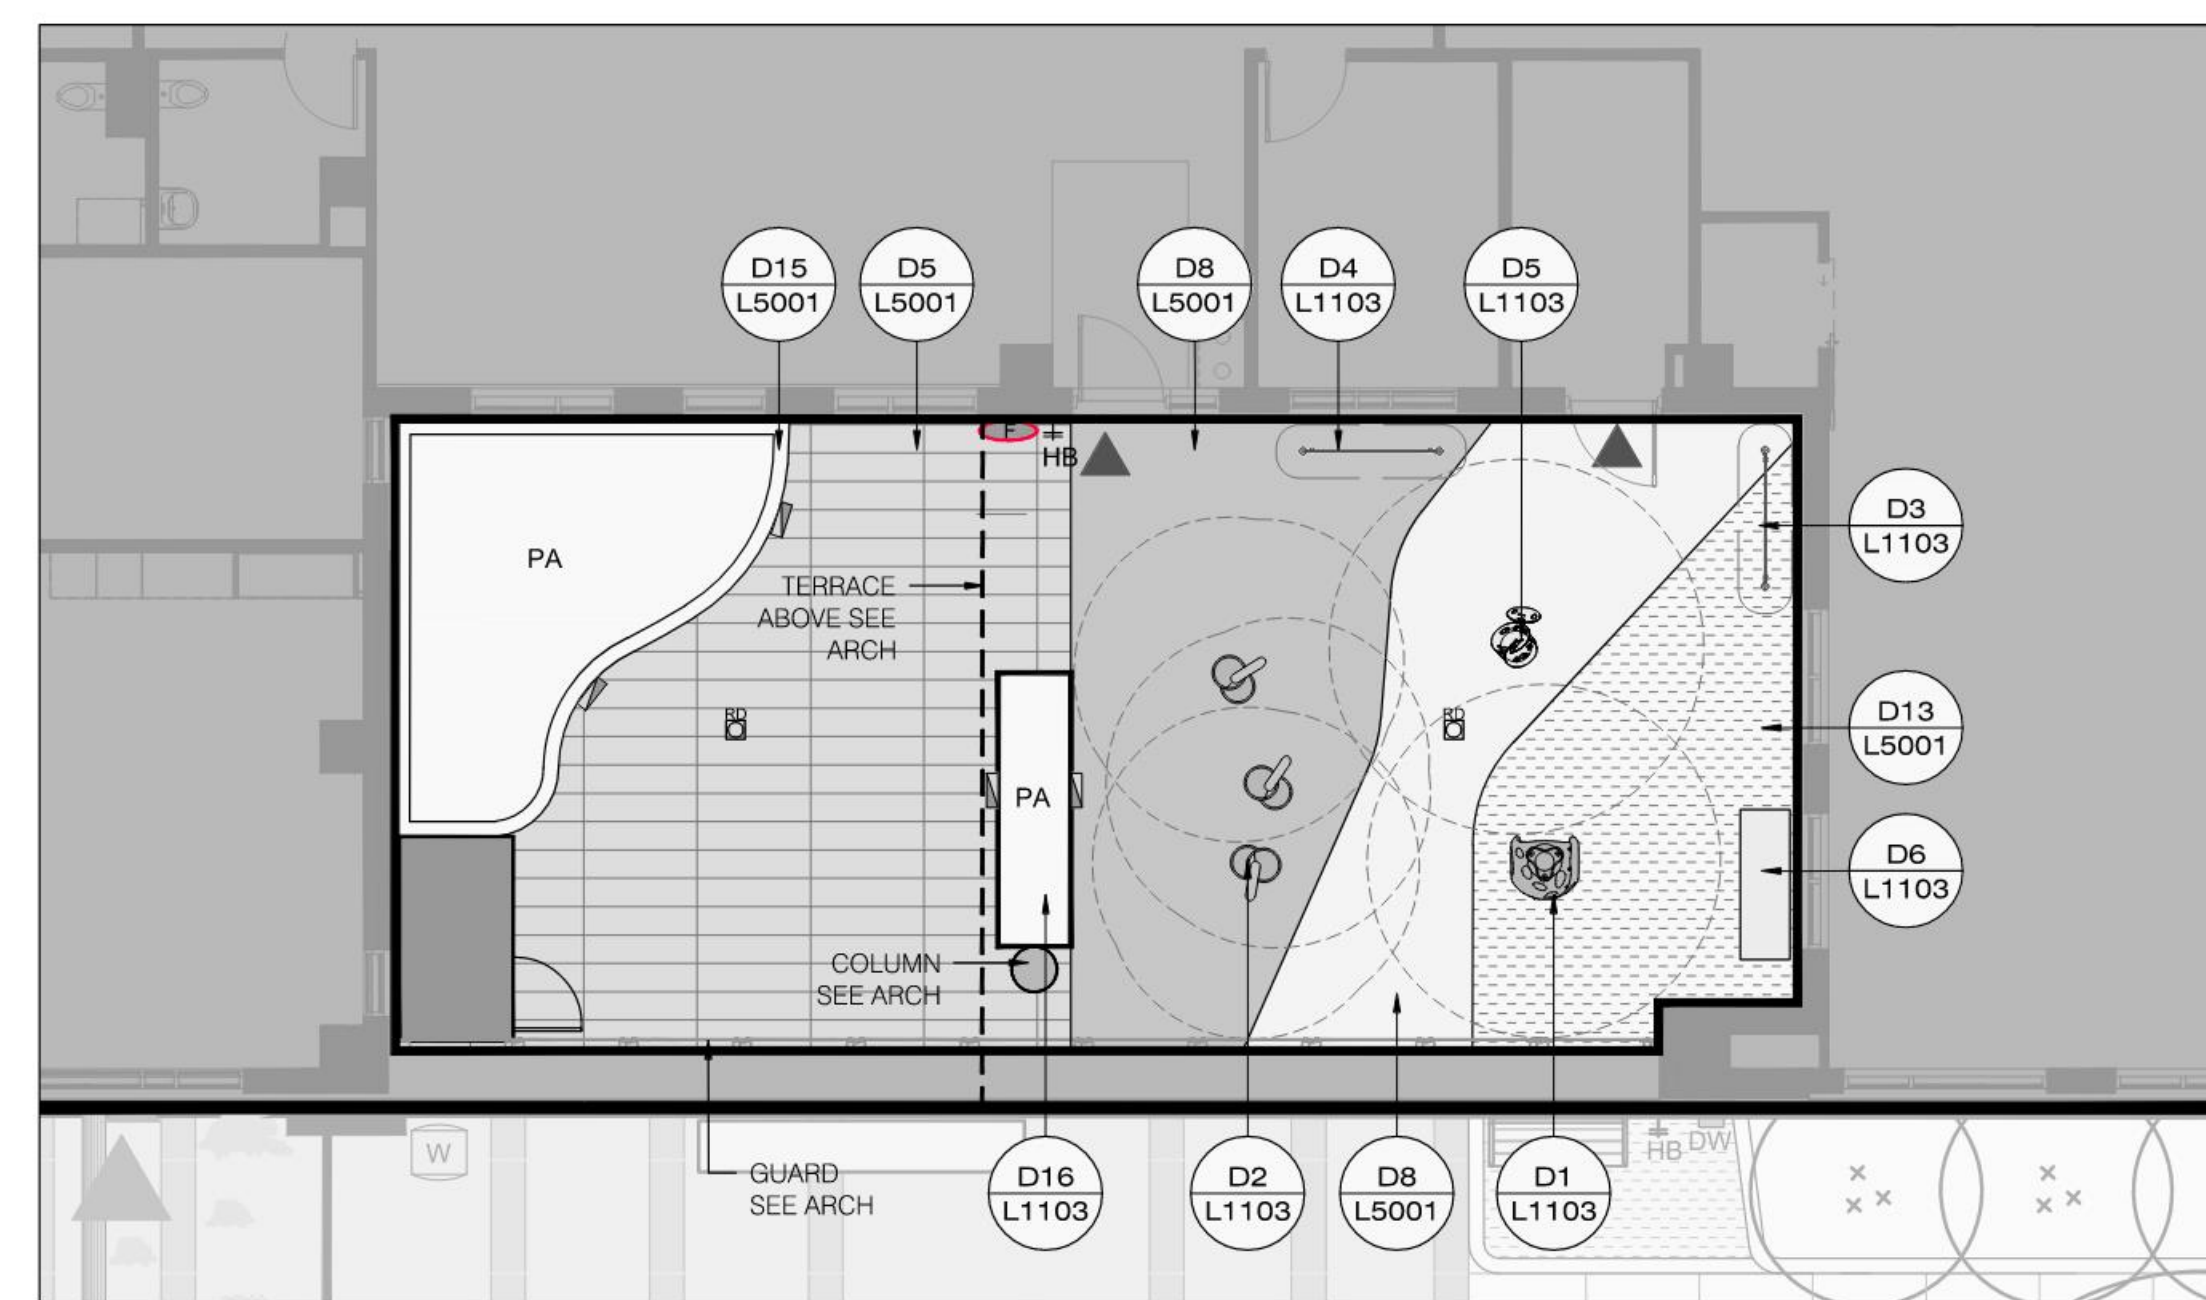 D15
L5001
D5
L5001
D8
L5001
D4
L1103
D5
L1103
F
HB
PA
D3
L1103
TERRACE
ABOVE SEE
ARCH
RD
RD
D13
L5001
PA
D6
L1103
COLUMN
SEE ARCH
W
HB
DW
GUARD
SEE ARCH
D16
L1103
D2
L1103
D8
L5001
D1
L1103